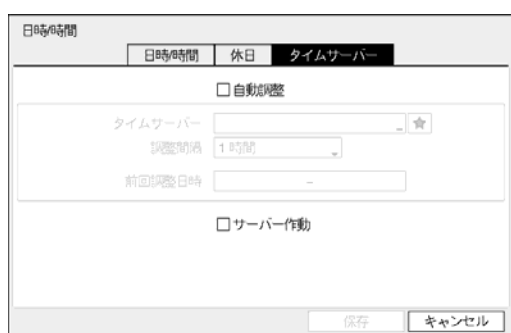 日時/時間
日時/時間 休日 タイムサーバー
自動調整
タイムサーバー
調整間隔 1 時間
前回調整日時 –
サーバー作動
保存 キャンセル